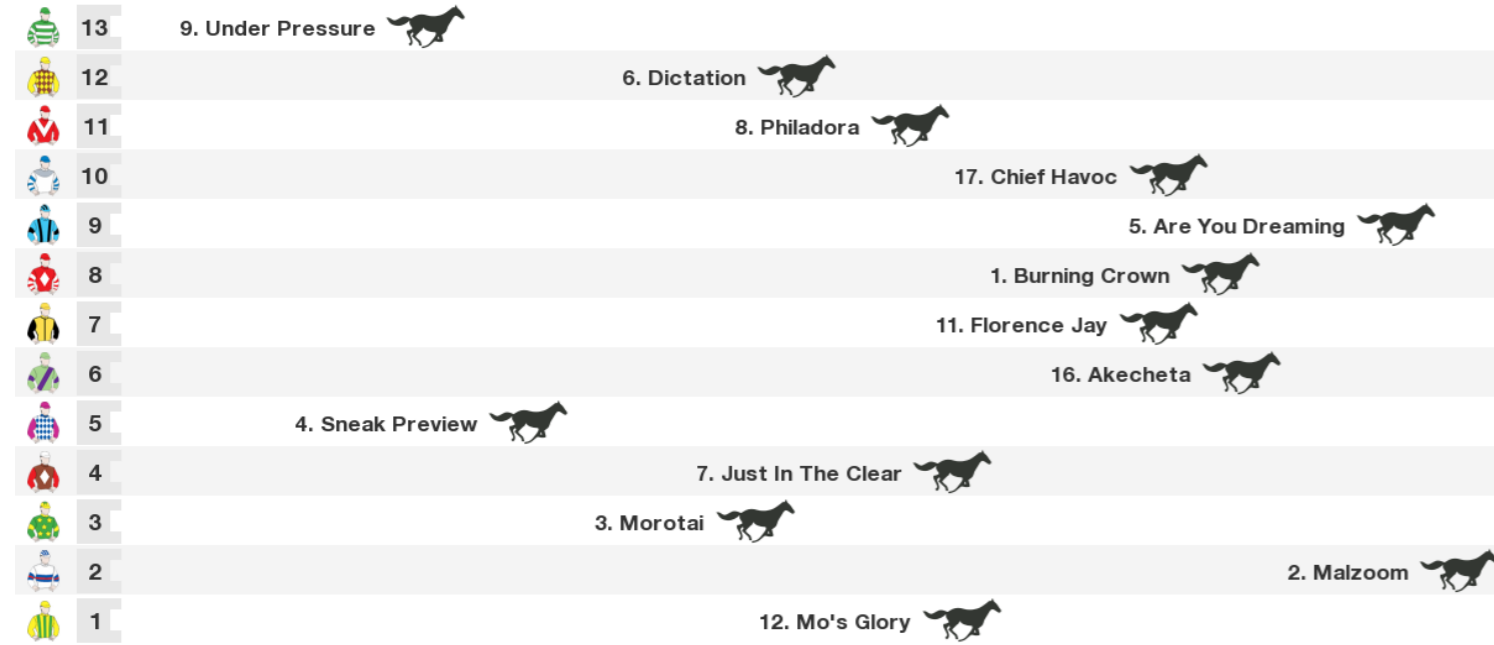 13 9. Under Pressure
12 6. Dictation
11 8. Philadora
10 17. Chief Havoc
9 5. Are You Dreaming
8 1. Burning Crown
7 11. Florence Jay
6 16. Akecheta
5 4. Sneak Preview
4 7. Just In The Clear
3 3. Morotai
2 2. Malzoom
1 12. Mo's Glory